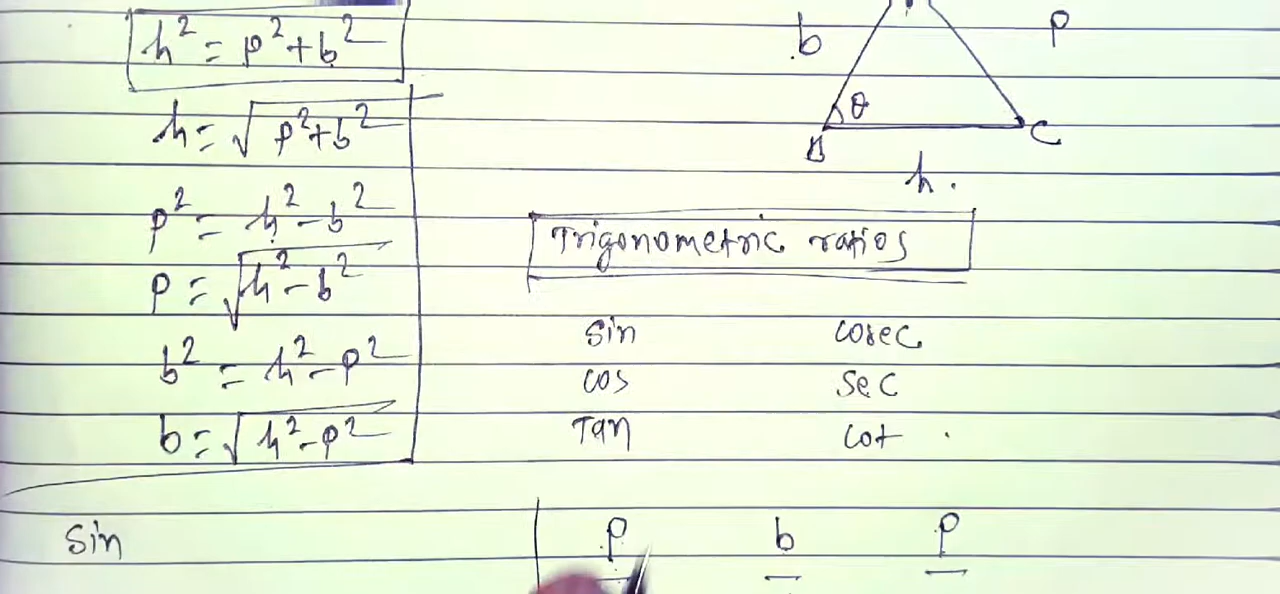 h² = p² + b²
h = √p² + b²
p² = h² - b²
p = √h² - b²
b² = h² - p²
b = √h² - p²
b
p
θ
B
C
h.
Trigonometric ratios
Sin cosec
cos Sec
Tan cot
Sin
p b p